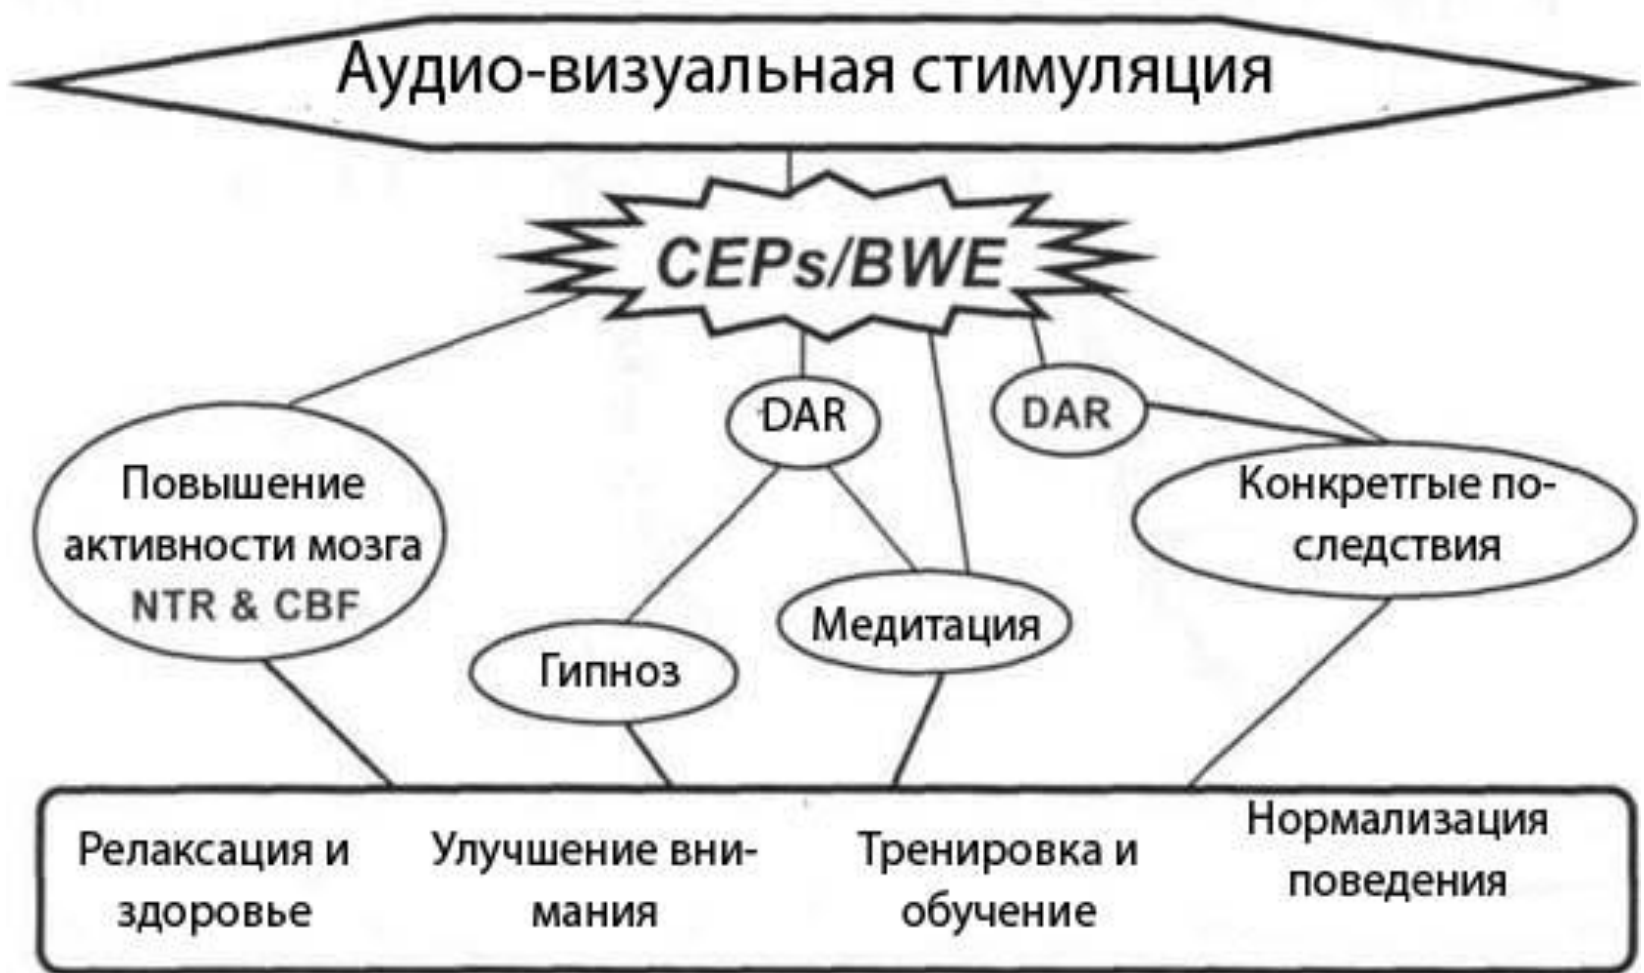 Аудио-визуальная стимуляция
CEPs/BWE
DAR
DAR
Повышение
активности мозга
NTR & CBF
Конкретгые по-
следствия
Медитация
Гипноз
Релаксация и
здоровье
Улучшение вни-
мания
Тренировка и
обучение
Нормализация
поведения